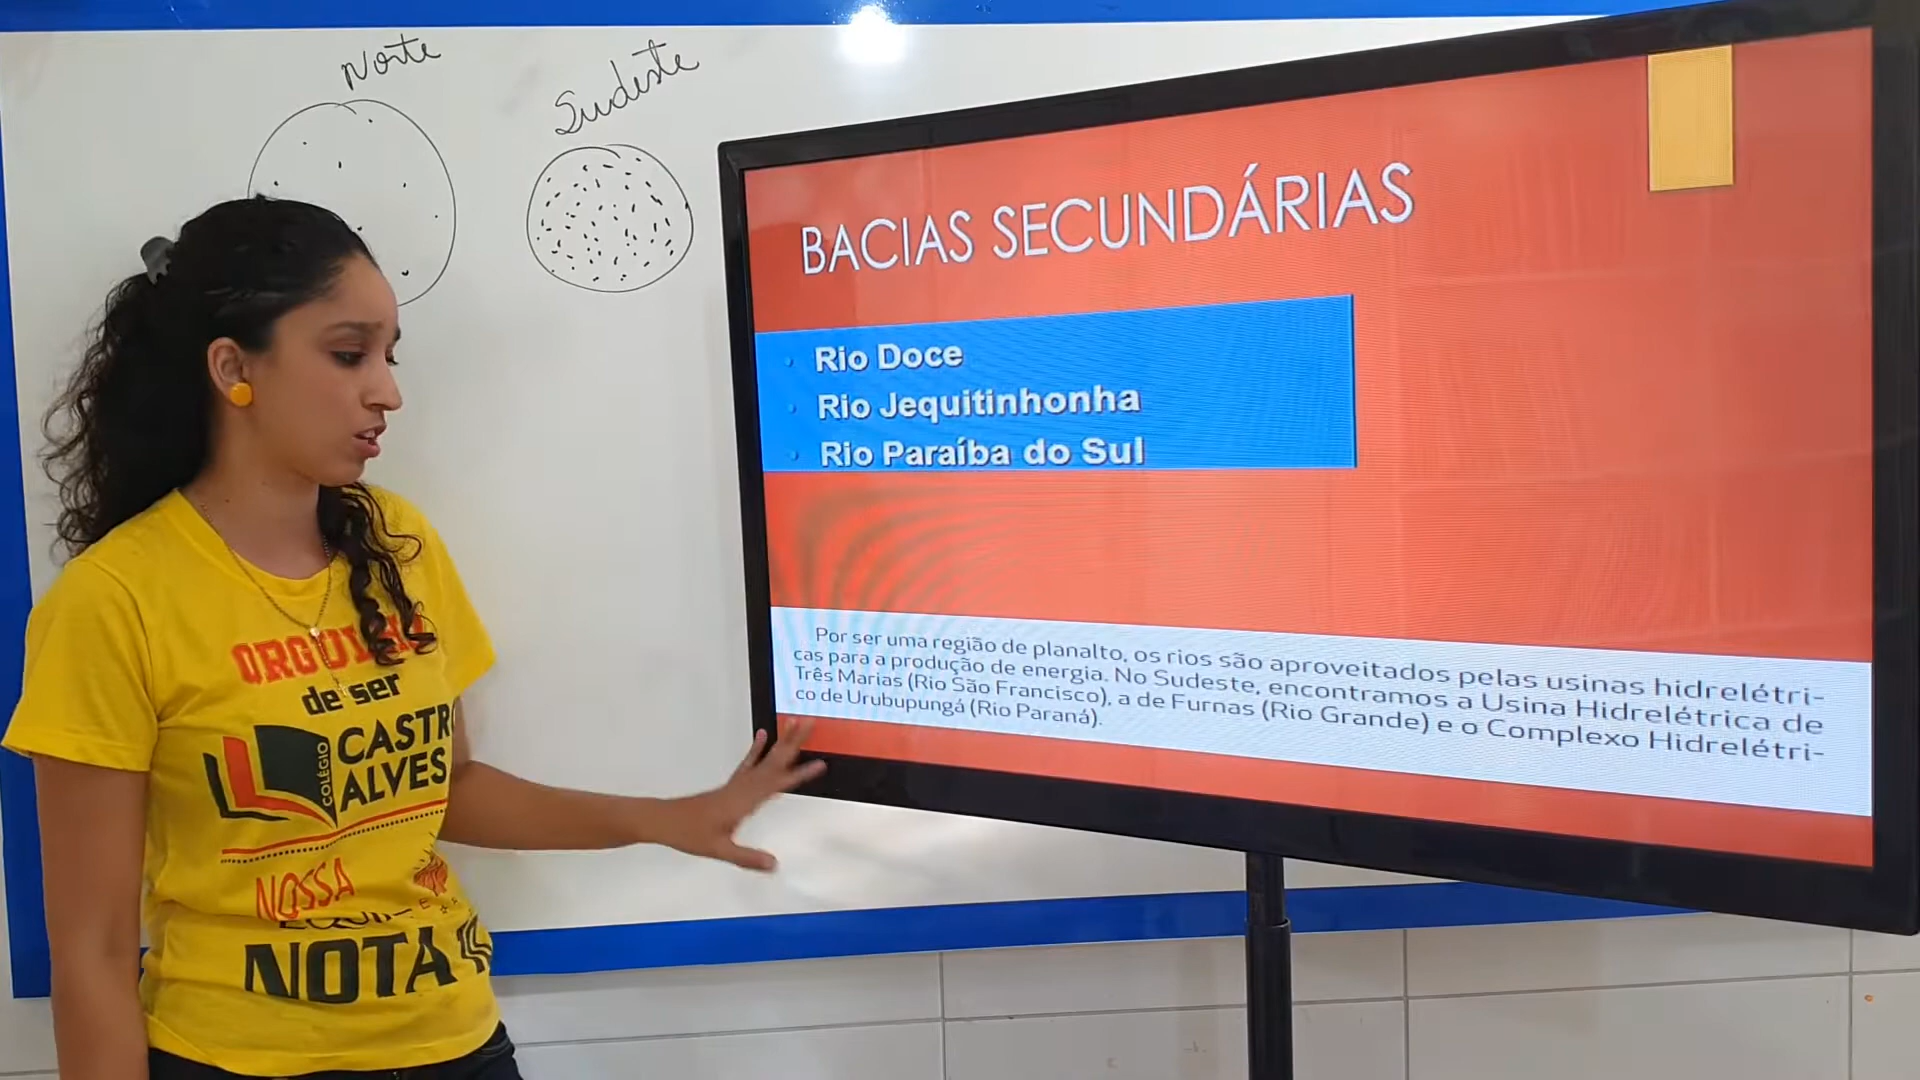 Norte
Sudeste
BACIAS SECUNDÁRIAS
Rio Doce
Rio Jequitinhonha
Rio Paraíba do Sul
Por ser uma região de planalto, os rios são aproveitados pelas usinas hidrelétri-
cas para a produção de energia. No Sudeste, encontramos a Usina Hidrelétrica de
Três Marias (Rio São Francisco), a de Furnas (Rio Grande) e o Complexo Hidrelétri-
co de Urubupungá (Rio Paraná).
de ser
COLÉGIO
CASTRO
ALVES
NOSSA
NOTA